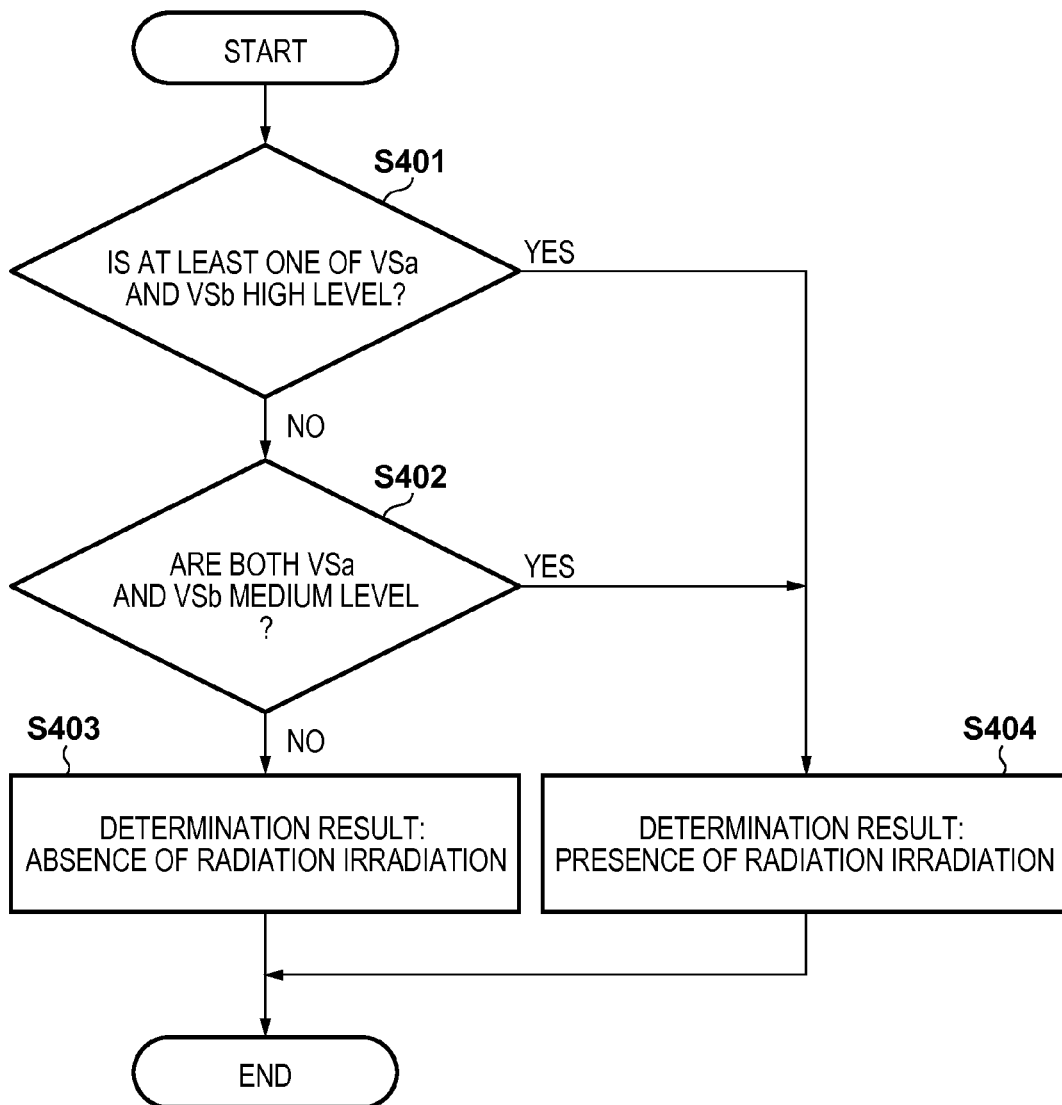 START
S401
IS AT LEAST ONE OF VSa
AND VSb HIGH LEVEL?
YES
NO
S402
ARE BOTH VSa
AND VSb MEDIUM LEVEL
?
YES
NO
S403
DETERMINATION RESULT:
ABSENCE OF RADIATION IRRADIATION
S404
DETERMINATION RESULT:
PRESENCE OF RADIATION IRRADIATION
END